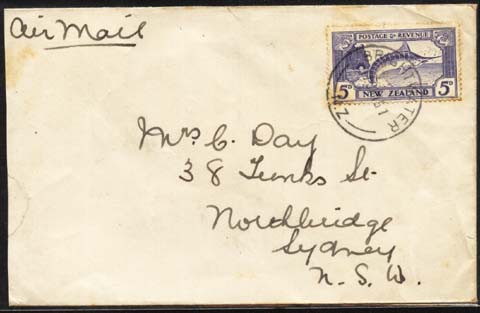 Air Mail
POSTAGE & REVENUE
5D NEW ZEALAND 5D
Mrs C. Day
38 Tunks St.
Northbridge
Sydney
N. S. W.